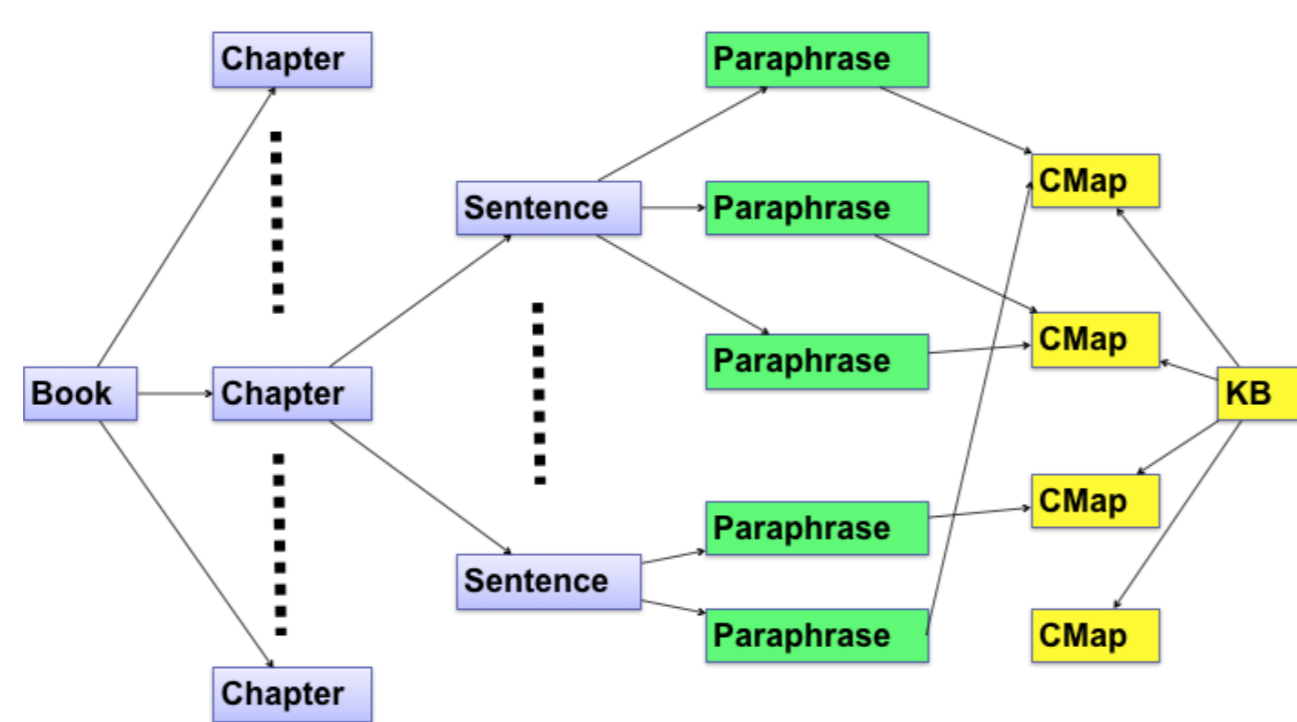 Chapter
Paraphrase
CMap
Sentence
Paraphrase
CMap
Paraphrase
Book
Chapter
KB
CMap
Paraphrase
Sentence
Paraphrase
CMap
Chapter